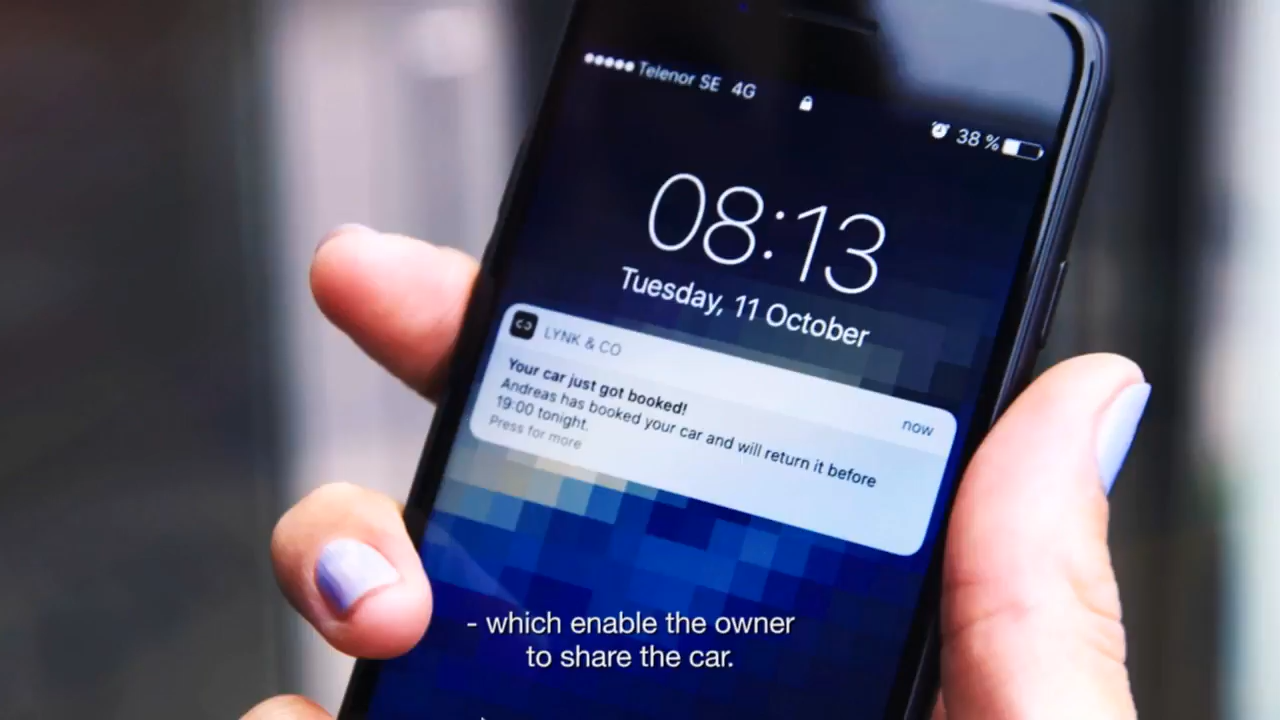 ●●●●● Telenor SE 4G
38 %
08:13
Tuesday, 11 October
LYNK & CO
now
Your car just got booked!
Andreas has booked your car and will return it before
19:00 tonight.
Press for more
- which enable the owner
to share the car.